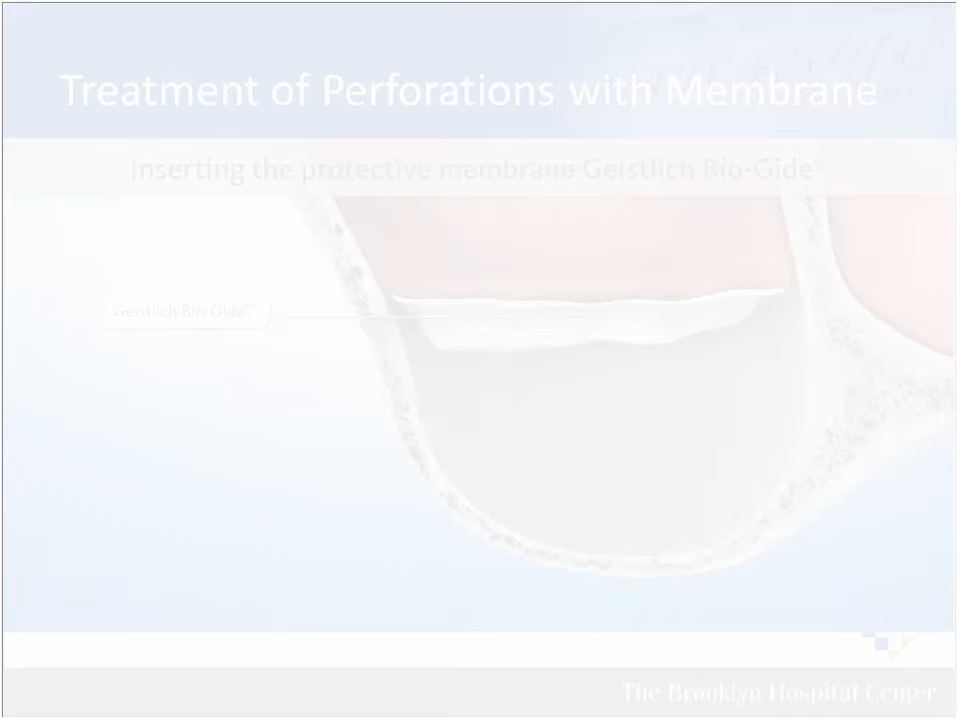 Treatment of Perforations with Membrane
Inserting the protective membrane Geistlich Bio-Gide®
Geistlich Bio-Gide®
The Brooklyn Hospital Center